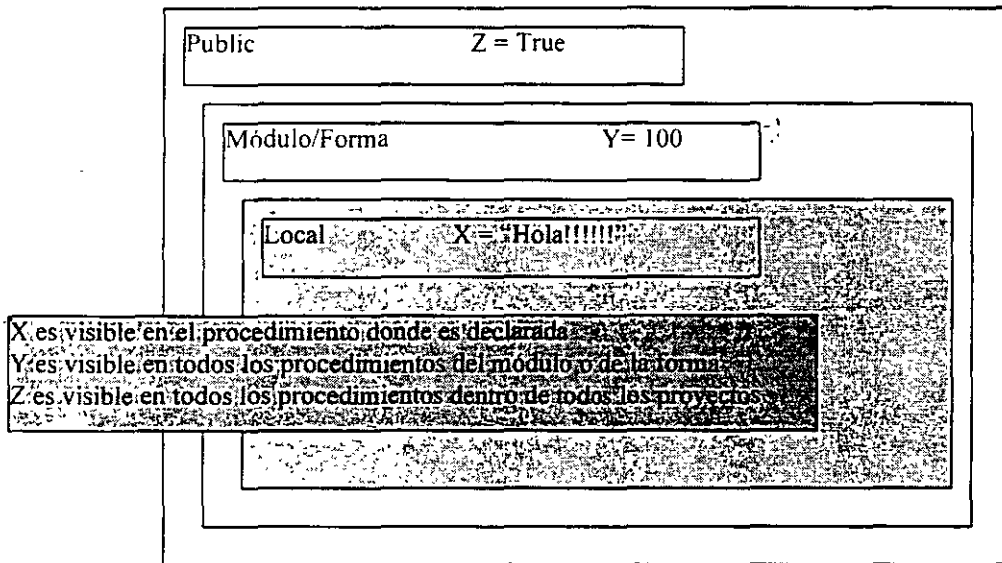 Public Z = True
Módulo/Forma Y= 100
Local X = "Hola!!!!!!"
X es visible en el procedimiento donde es declarada
Y es visible en todos los procedimientos del módulo o de la forma
Z es visible en todos los procedimientos dentro de todos los proyectos